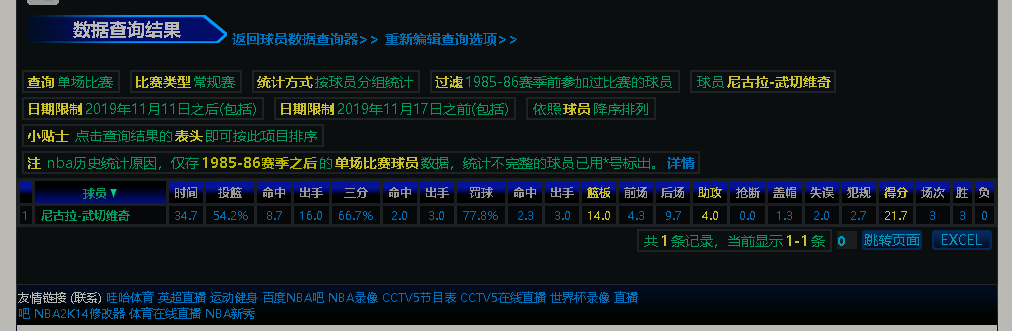 数据查询结果 返回球员数据查询器>> 重新编辑查询选项>>
查询 单场比赛 比赛类型 常规赛 统计方式 按球员分组统计 过滤 1985-86赛季前参加过比赛的球员 球员 尼古拉-武切维奇
日期限制 2019年11月11日之后(包括) 日期限制 2019年11月17日之前(包括) 依照 球员 降序排列
小贴士 点击查询结果的 表头 即可按此项目排序
注 nba历史统计原因，仅存 1985-86赛季之后 的 单场比赛球员 数据，统计不完整的球员已用*号标出。 详情
球员▼ 时间 投篮 命中 出手 三分 命中 出手 罚球 命中 出手 篮板 前场 后场 助攻 抢断 盖帽 失误 犯规 得分 场次 胜 负
1 尼古拉-武切维奇 34.7 54.2% 8.7 16.0 66.7% 2.0 3.0 77.8% 2.3 3.0 14.0 4.3 9.7 4.0 0.0 1.3 2.0 2.7 21.7 3 3 0
共 1 条记录，当前显示 1-1 条 0 跳转页面 EXCEL
友情链接 (联系) 哇哈体育 英超直播 运动健身 百度NBA吧 NBA录像 CCTV5节目表 CCTV5在线直播 世界杯录像 直播
吧 NBA2K14修改器 体育在线直播 NBA新秀